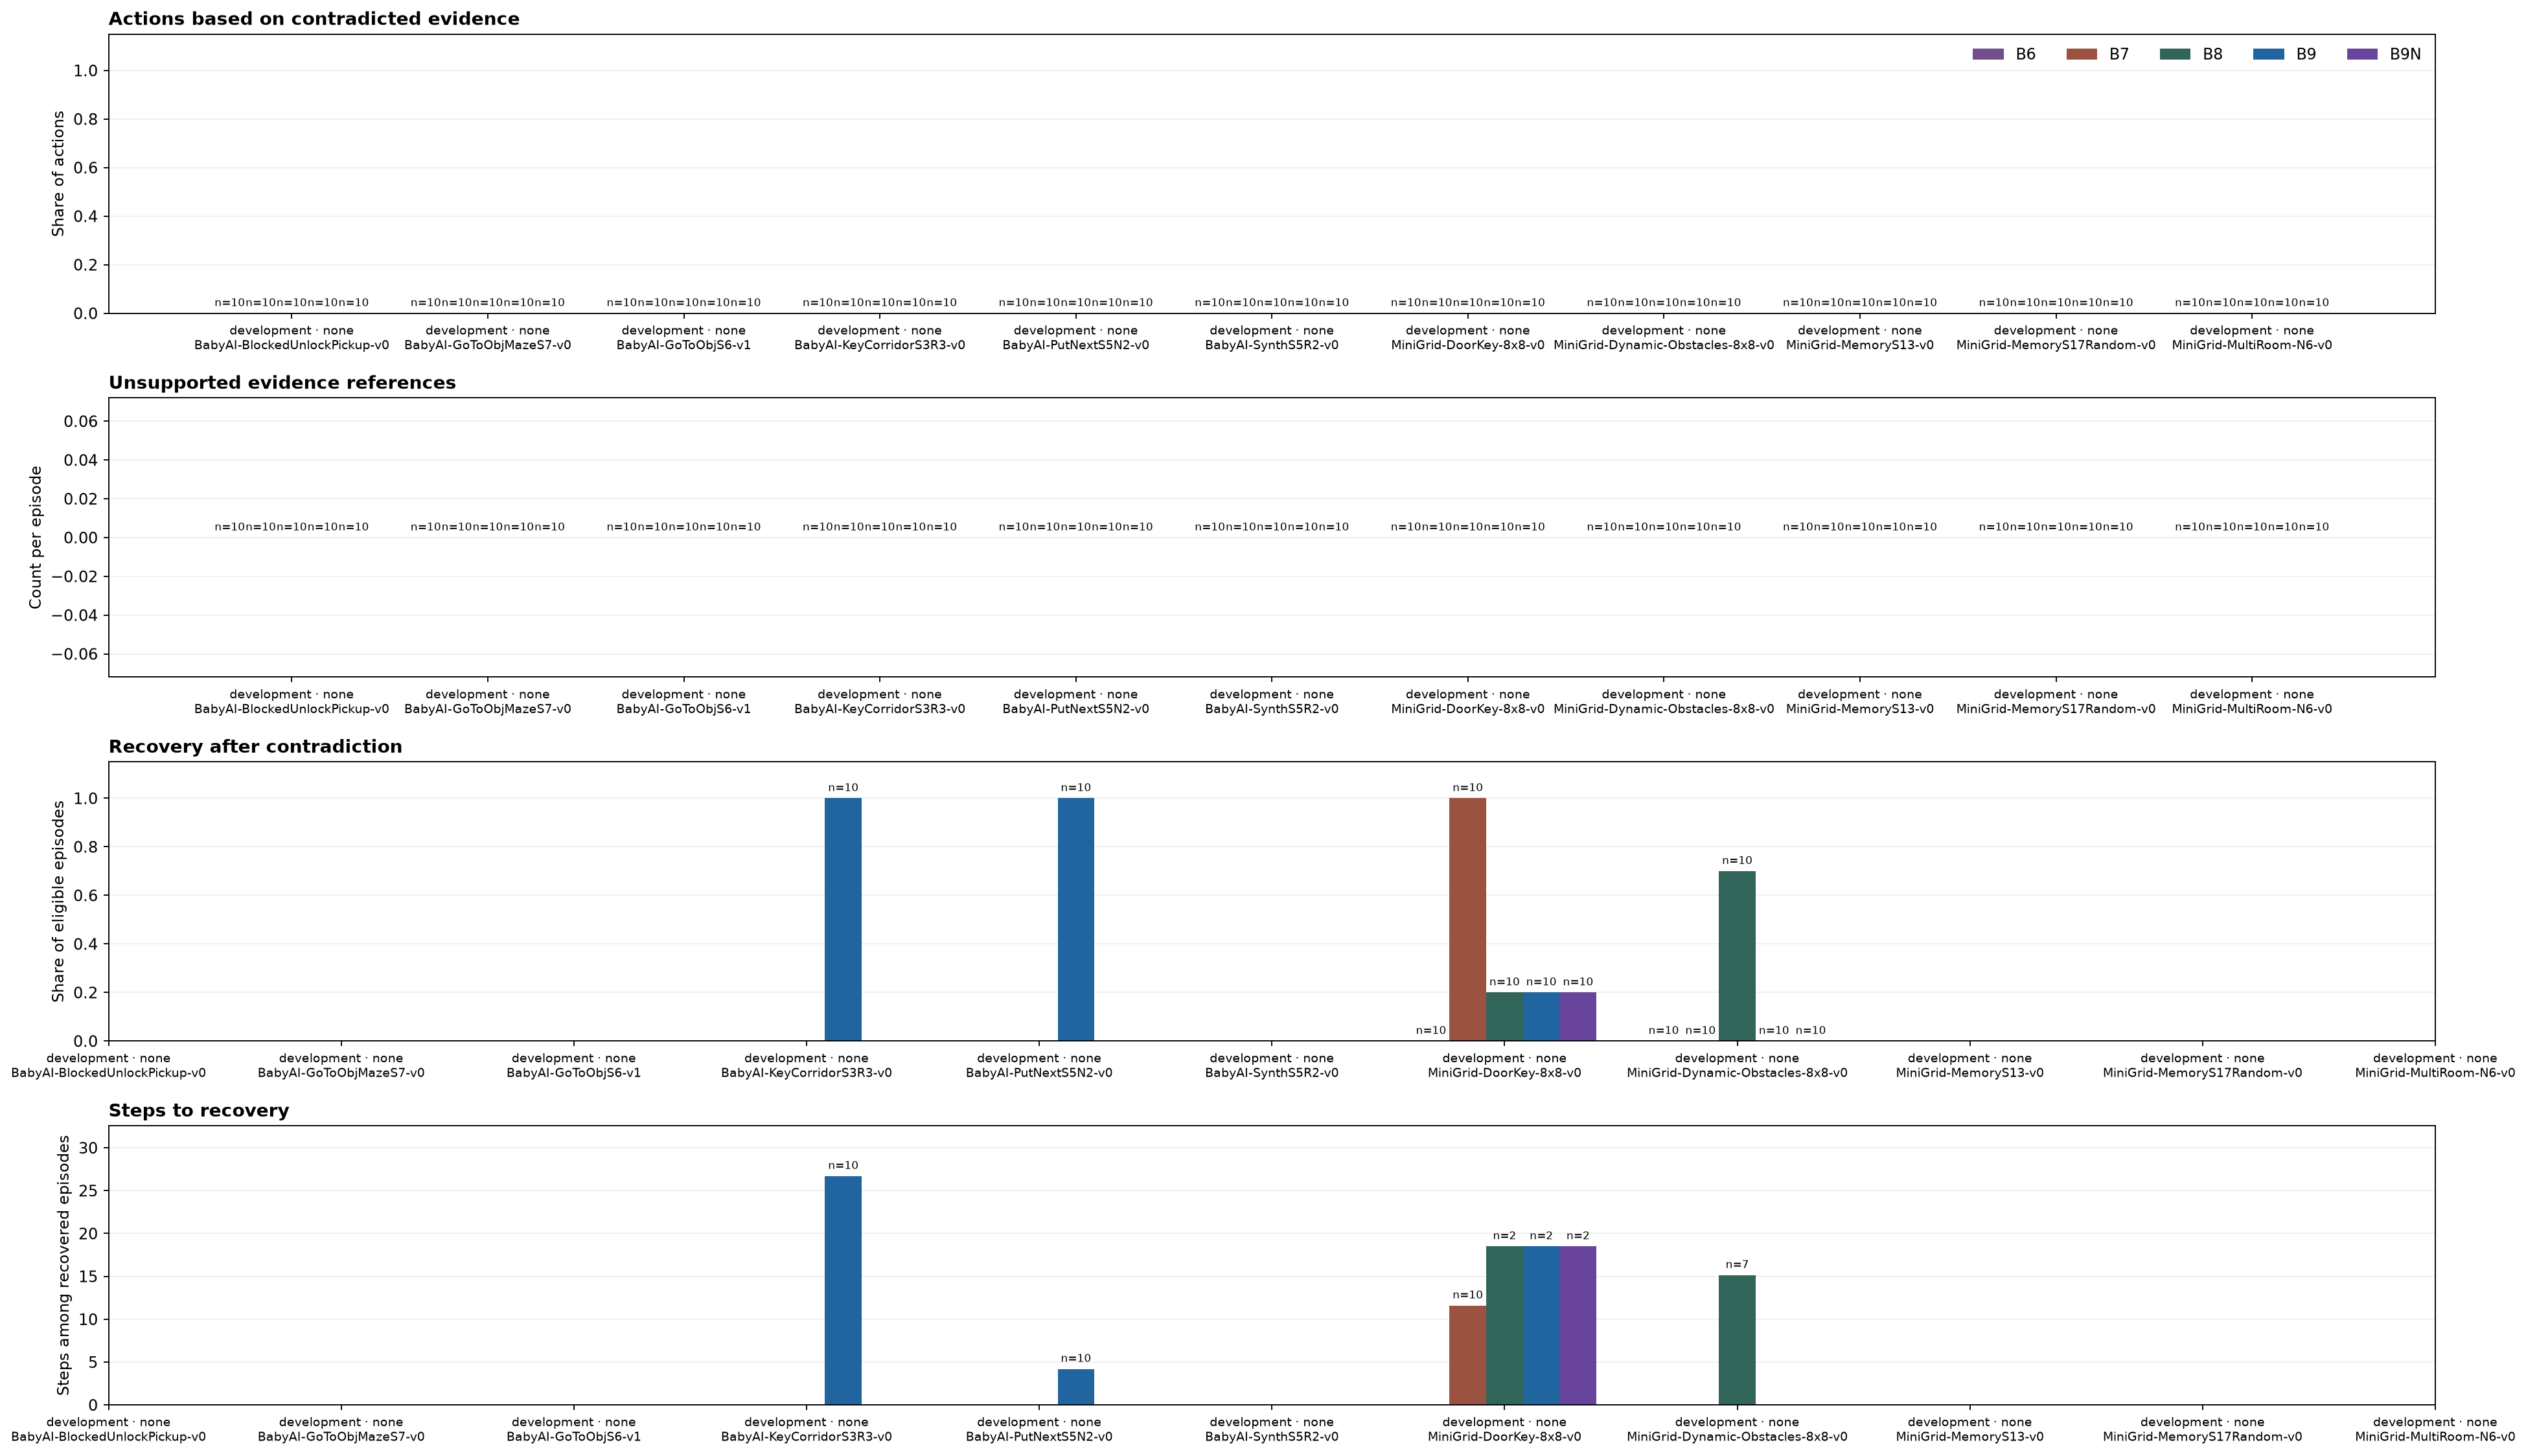 Actions based on contradicted evidence
B6 B7 B8 B9 B9N
Share of actions
1.0
0.8
0.6
0.4
0.2
0.0
n=10n=10n=10n=10n=10 n=10n=10n=10n=10n=10 n=10n=10n=10n=10n=10 n=10n=10n=10n=10n=10 n=10n=10n=10n=10n=10 n=10n=10n=10n=10n=10 n=10n=10n=10n=10n=10 n=10n=10n=10n=10n=10 n=10n=10n=10n=10n=10 n=10n=10n=10n=10n=10 n=10n=10n=10n=10n=10
development · none development · none development · none development · none development · none development · none development · none development · none development · none development · none development · none
BabyAI-BlockedUnlockPickup-v0 BabyAI-GoToObjMazeS7-v0 BabyAI-GoToObjS6-v1 BabyAI-KeyCorridorS3R3-v0 BabyAI-PutNextS5N2-v0 BabyAI-SynthS5R2-v0 MiniGrid-DoorKey-8x8-v0 MiniGrid-Dynamic-Obstacles-8x8-v0 MiniGrid-MemoryS13-v0 MiniGrid-MemoryS17Random-v0 MiniGrid-MultiRoom-N6-v0
Unsupported evidence references
Count per episode
0.06
0.04
0.02
0.00
−0.02
−0.04
−0.06
n=10n=10n=10n=10n=10 n=10n=10n=10n=10n=10 n=10n=10n=10n=10n=10 n=10n=10n=10n=10n=10 n=10n=10n=10n=10n=10 n=10n=10n=10n=10n=10 n=10n=10n=10n=10n=10 n=10n=10n=10n=10n=10 n=10n=10n=10n=10n=10 n=10n=10n=10n=10n=10 n=10n=10n=10n=10n=10
development · none development · none development · none development · none development · none development · none development · none development · none development · none development · none development · none
BabyAI-BlockedUnlockPickup-v0 BabyAI-GoToObjMazeS7-v0 BabyAI-GoToObjS6-v1 BabyAI-KeyCorridorS3R3-v0 BabyAI-PutNextS5N2-v0 BabyAI-SynthS5R2-v0 MiniGrid-DoorKey-8x8-v0 MiniGrid-Dynamic-Obstacles-8x8-v0 MiniGrid-MemoryS13-v0 MiniGrid-MemoryS17Random-v0 MiniGrid-MultiRoom-N6-v0
Recovery after contradiction
Share of eligible episodes
1.0
0.8
0.6
0.4
0.2
0.0
n=10 n=10 n=10
n=10
n=10 n=10 n=10
n=10 n=10 n=10 n=10 n=10
development · none development · none development · none development · none development · none development · none development · none development · none development · none development · none development · none
BabyAI-BlockedUnlockPickup-v0 BabyAI-GoToObjMazeS7-v0 BabyAI-GoToObjS6-v1 BabyAI-KeyCorridorS3R3-v0 BabyAI-PutNextS5N2-v0 BabyAI-SynthS5R2-v0 MiniGrid-DoorKey-8x8-v0 MiniGrid-Dynamic-Obstacles-8x8-v0 MiniGrid-MemoryS13-v0 MiniGrid-MemoryS17Random-v0 MiniGrid-MultiRoom-N6-v0
Steps to recovery
Steps among recovered episodes
30
25
20
15
10
5
0
n=10
n=2 n=2 n=2
n=7
n=10
n=10
development · none development · none development · none development · none development · none development · none development · none development · none development · none development · none development · none
BabyAI-BlockedUnlockPickup-v0 BabyAI-GoToObjMazeS7-v0 BabyAI-GoToObjS6-v1 BabyAI-KeyCorridorS3R3-v0 BabyAI-PutNextS5N2-v0 BabyAI-SynthS5R2-v0 MiniGrid-DoorKey-8x8-v0 MiniGrid-Dynamic-Obstacles-8x8-v0 MiniGrid-MemoryS13-v0 MiniGrid-MemoryS17Random-v0 MiniGrid-MultiRoom-N6-v0